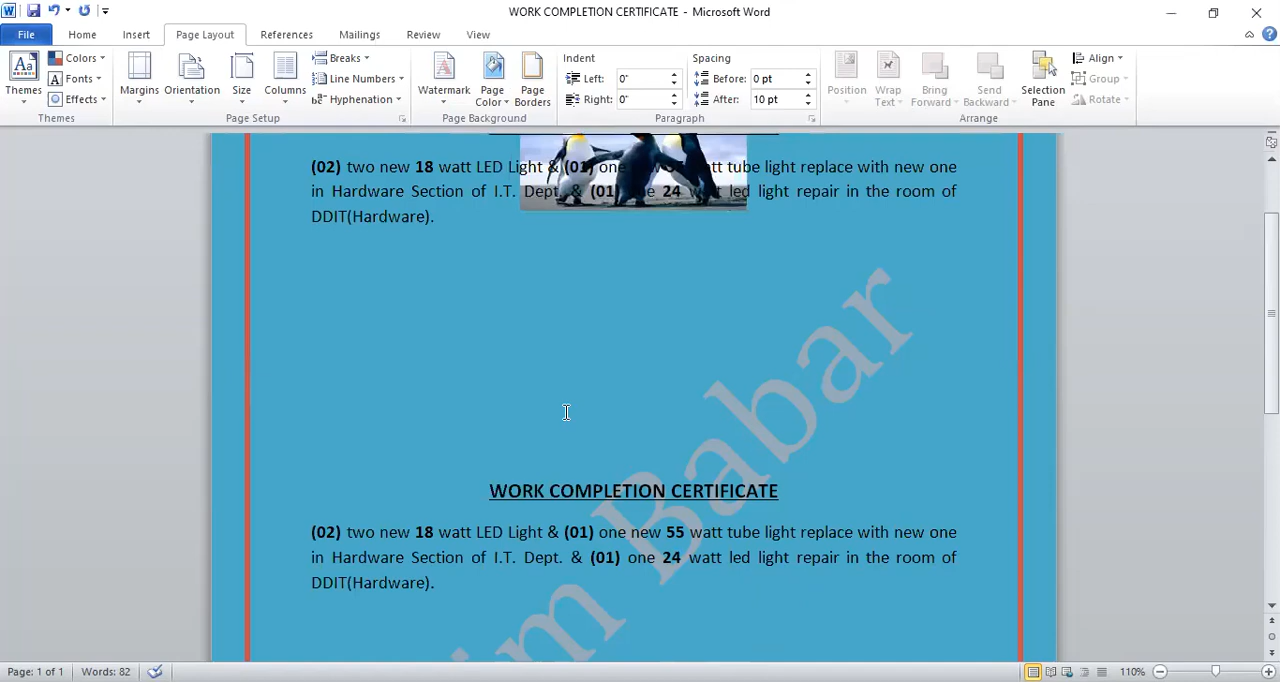 WORK COMPLETION CERTIFICATE - Microsoft Word
File Home Insert Page Layout References Mailings Review View
Themes Colors Fonts Effects Themes
Margins Orientation Size Columns Breaks Line Numbers Hyphenation Page Setup
Watermark Page Color Page Borders Page Background
Indent Left: 0" Right: 0" Spacing Before: 0 pt After: 10 pt Paragraph
Position Wrap Text Bring Forward Send Backward Selection Pane Align Group Rotate Arrange
(02) two new 18 watt LED Light & (01) one watt tube light replace with new one
in Hardware Section of I.T. Dept. & (01) one 24 watt led light repair in the room of
DDIT(Hardware).
WORK COMPLETION CERTIFICATE
(02) two new 18 watt LED Light & (01) one new 55 watt tube light replace with new one
in Hardware Section of I.T. Dept. & (01) one 24 watt led light repair in the room of
DDIT(Hardware).
im Babar
Page: 1 of 1 Words: 82 110%